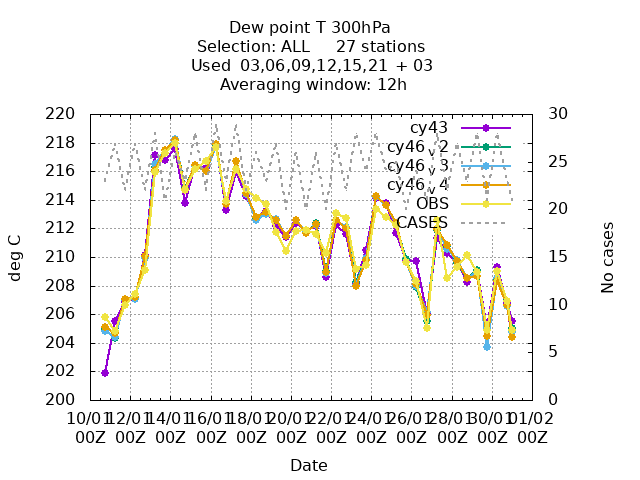 Dew point T 300hPa
Selection: ALL 27 stations
Used 03,06,09,12,15,21 + 03
Averaging window: 12h
220
218
216
214
212
210
208
206
204
202
200
deg C
30
25
20
15
10
5
0
No cases
cy43
cy46_v2
cy46_v3
cy46_v4
OBS
CASES
10/01 12/01 14/01 16/01 18/01 20/01 22/01 24/01 26/01 28/01 30/01 01/02
00Z 00Z 00Z 00Z 00Z 00Z 00Z 00Z 00Z 00Z 00Z 00Z
Date